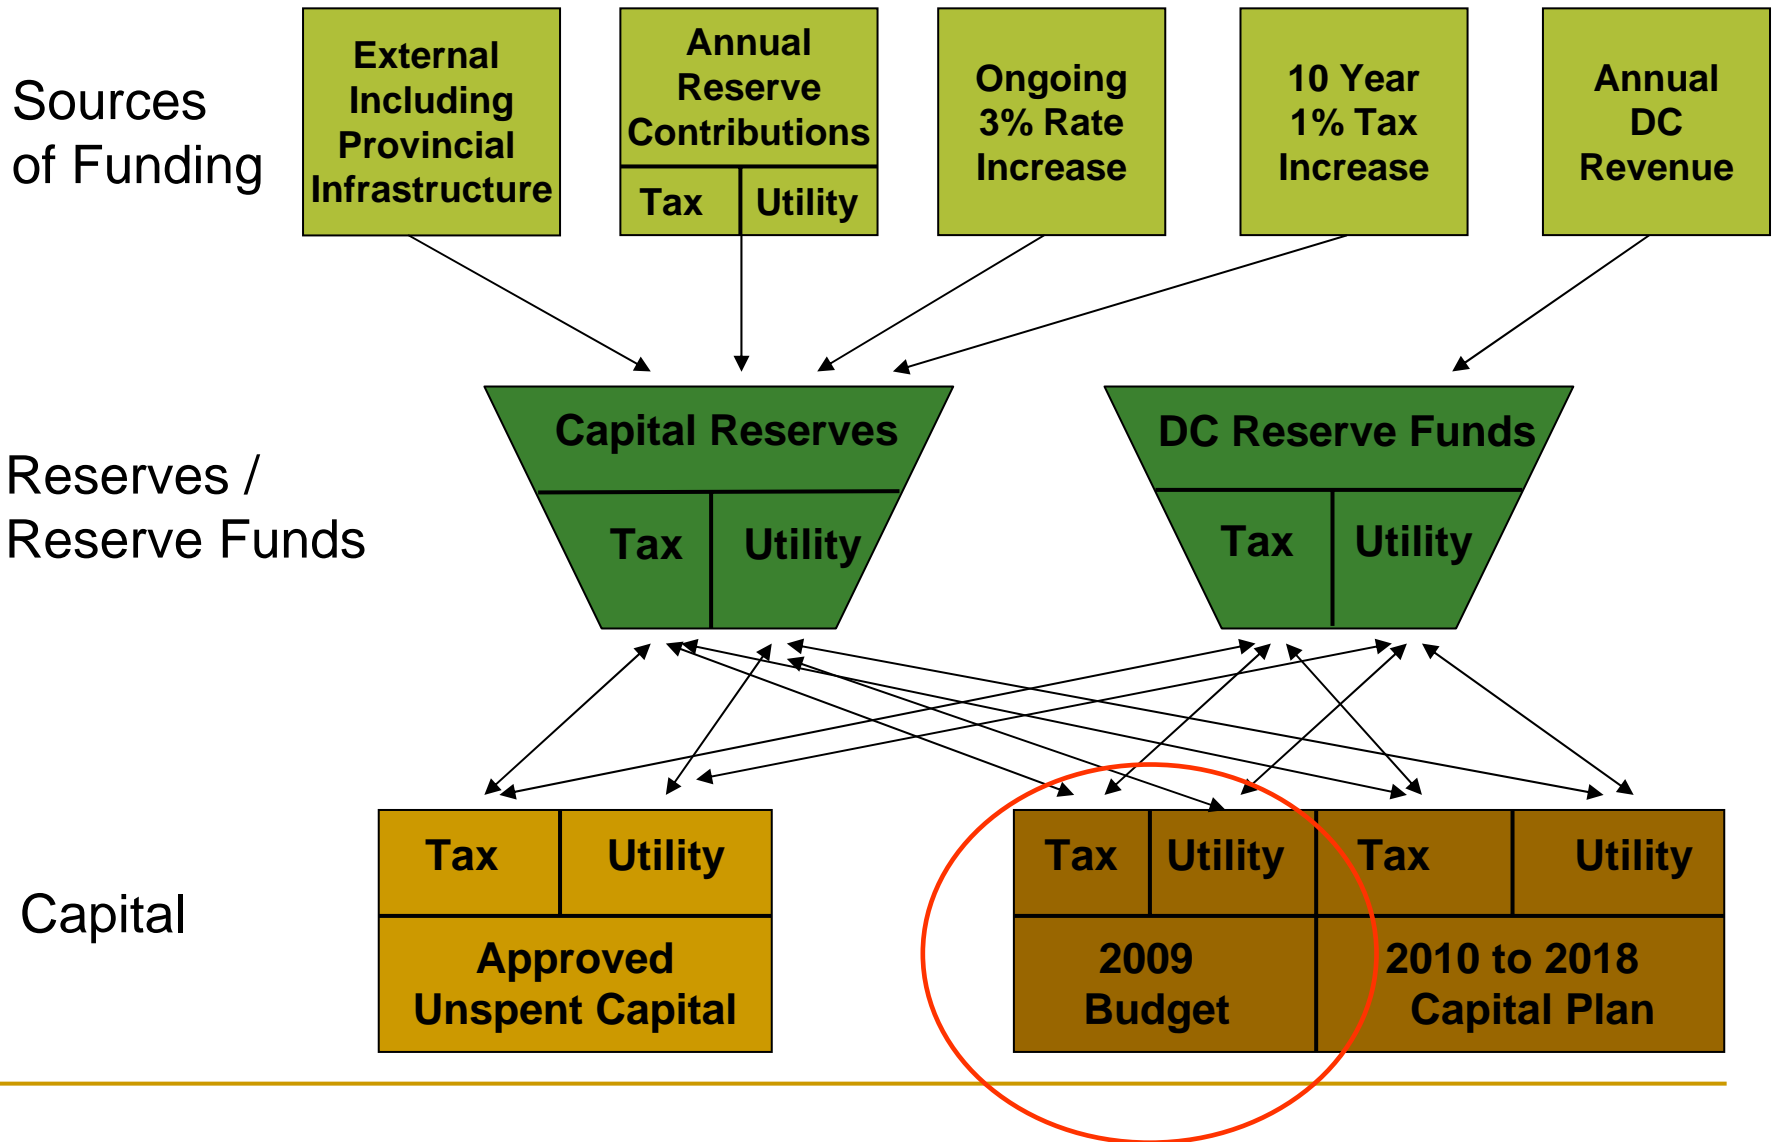 Sources
of Funding
External
Including
Provincial
Infrastructure
Annual
Reserve
Contributions
Tax
Utility
Ongoing
3% Rate
Increase
10 Year
1% Tax
Increase
Annual
DC
Revenue
Reserves /
Reserve Funds
Capital Reserves
Tax
Utility
DC Reserve Funds
Tax
Utility
Capital
Tax
Utility
Approved
Unspent Capital
Tax
Utility
2009
Budget
Tax
Utility
2010 to 2018
Capital Plan